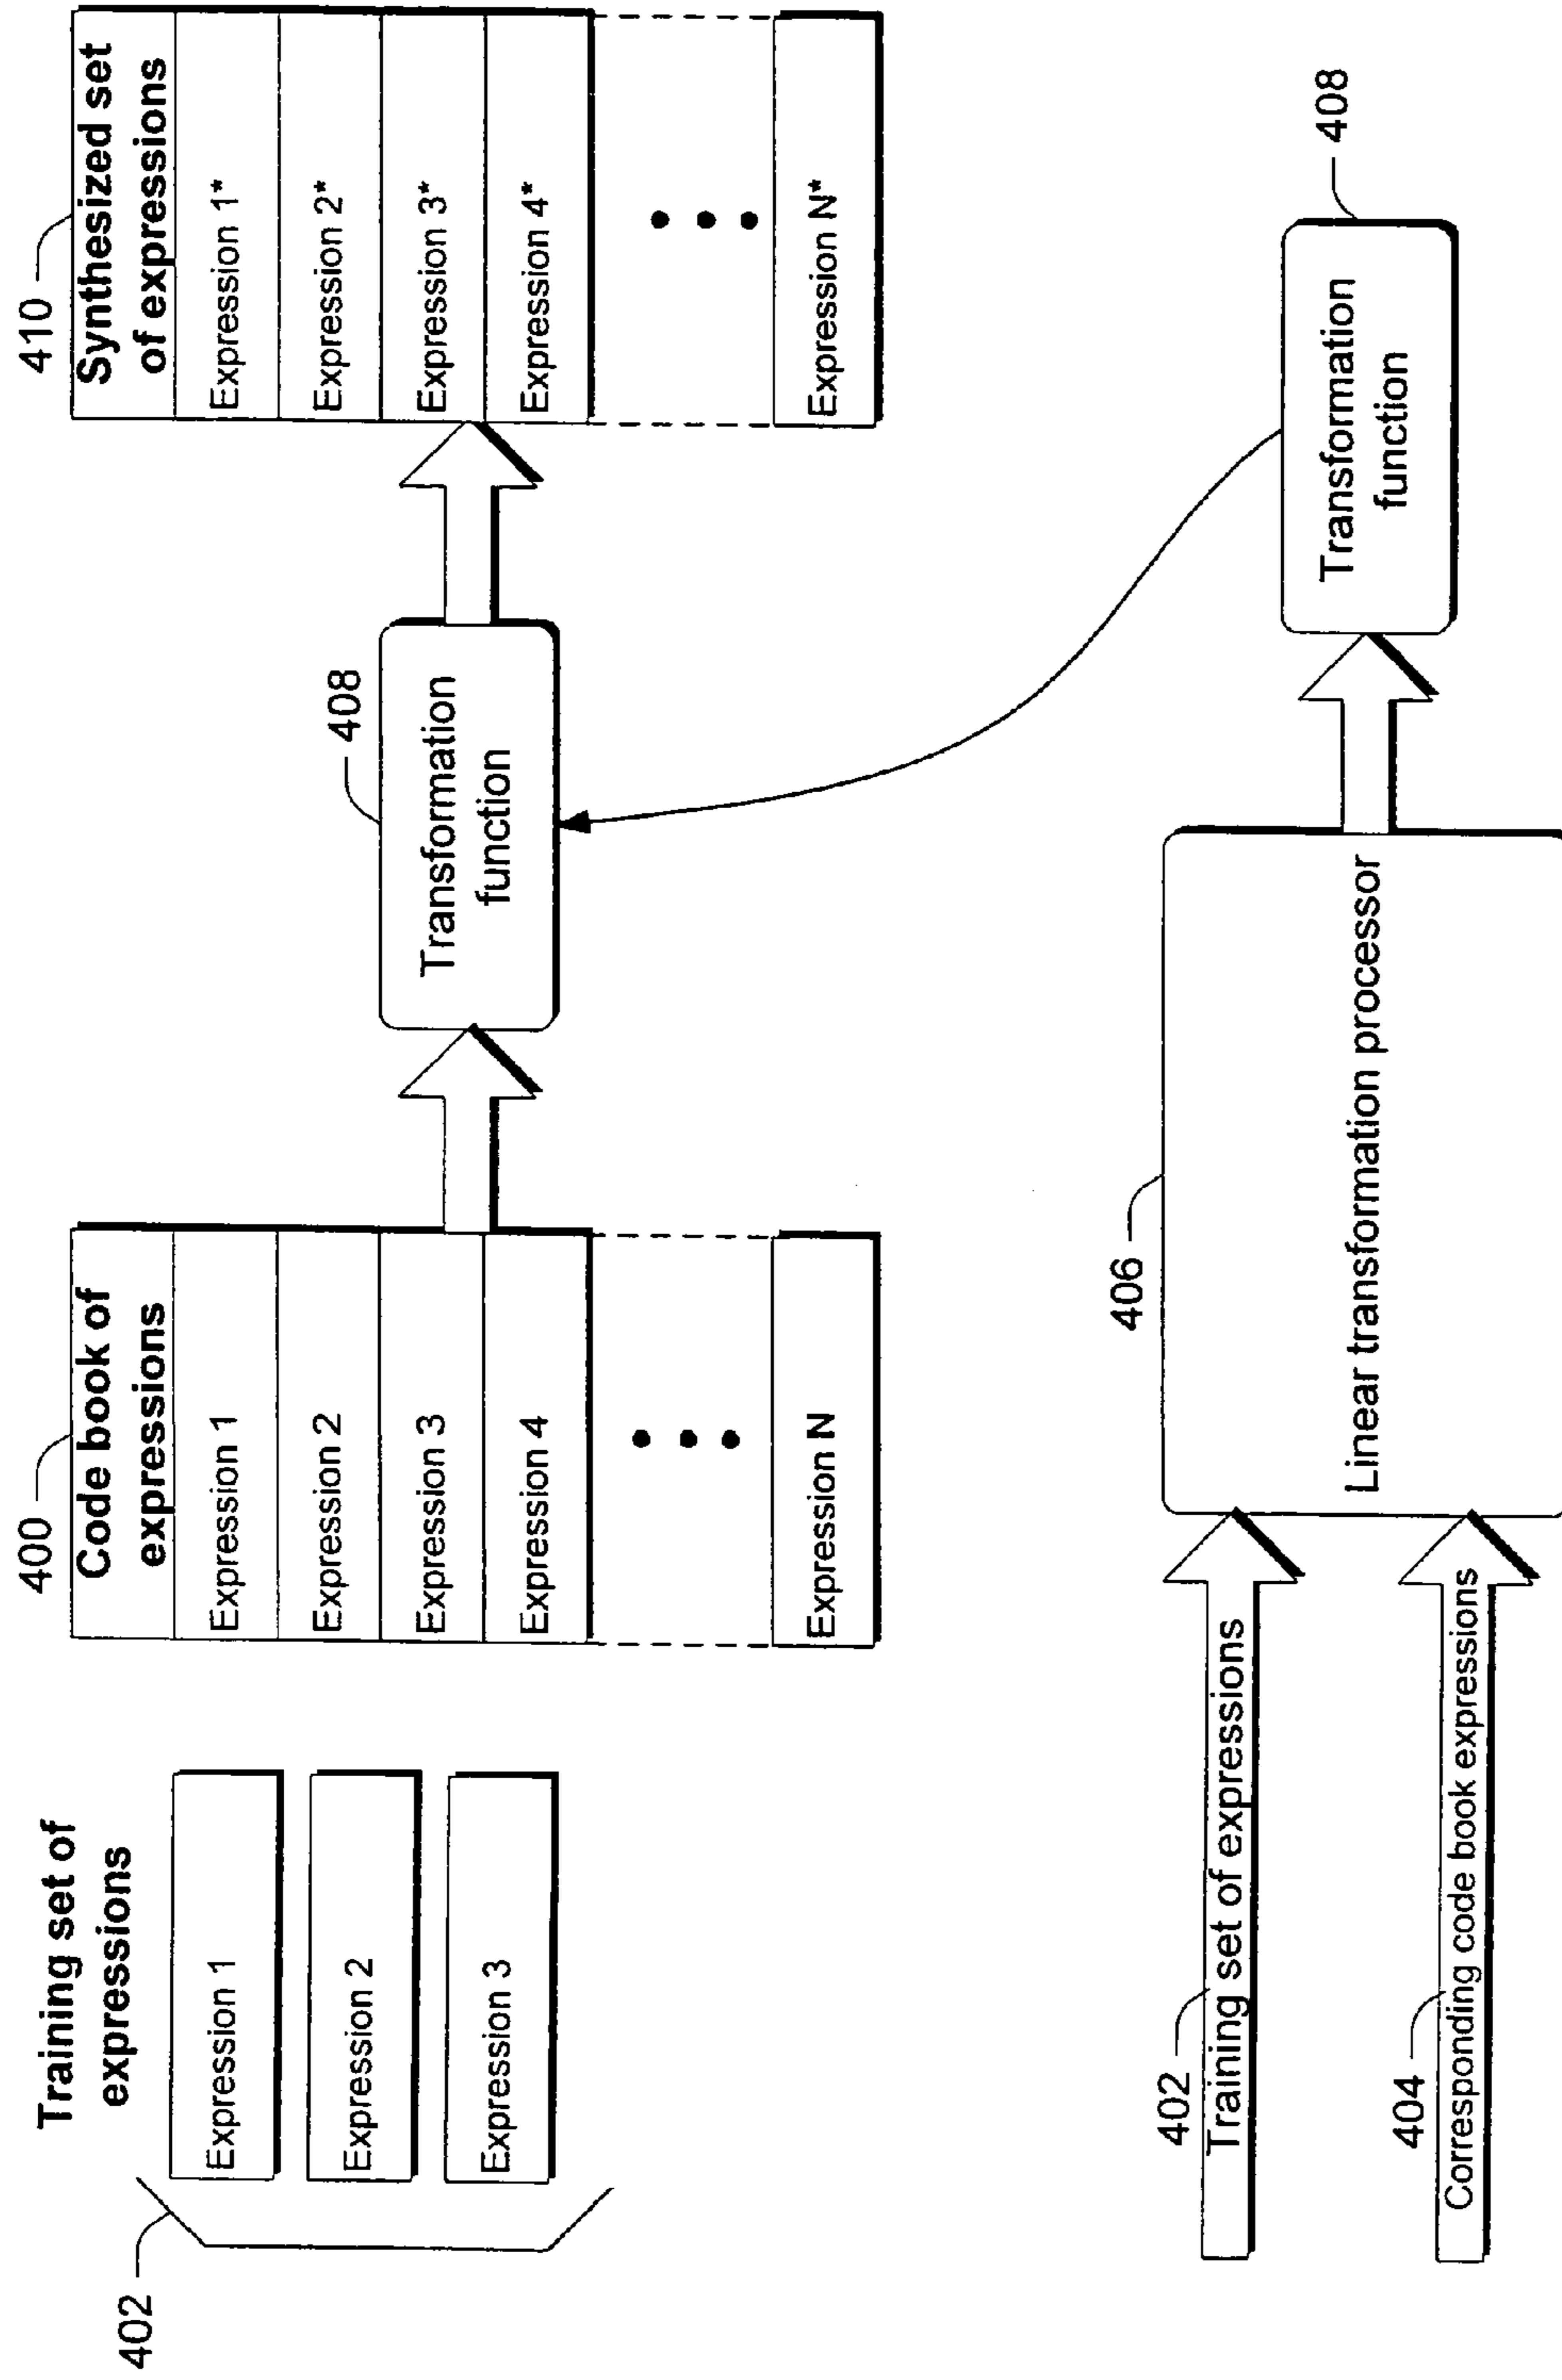 402
Training set of
expressions
Expression 1
Expression 2
Expression 3
400
Code book of
expressions
Expression 1
Expression 2
Expression 3
Expression 4
Expression N
408
Transformation
function
410
Synthesized set
of expressions
Expression 1*
Expression 2*
Expression 3*
Expression 4*
Expression N*
402
Training set of expressions
404
Corresponding code book expressions
406
Linear transformation processor
408
Transformation
function